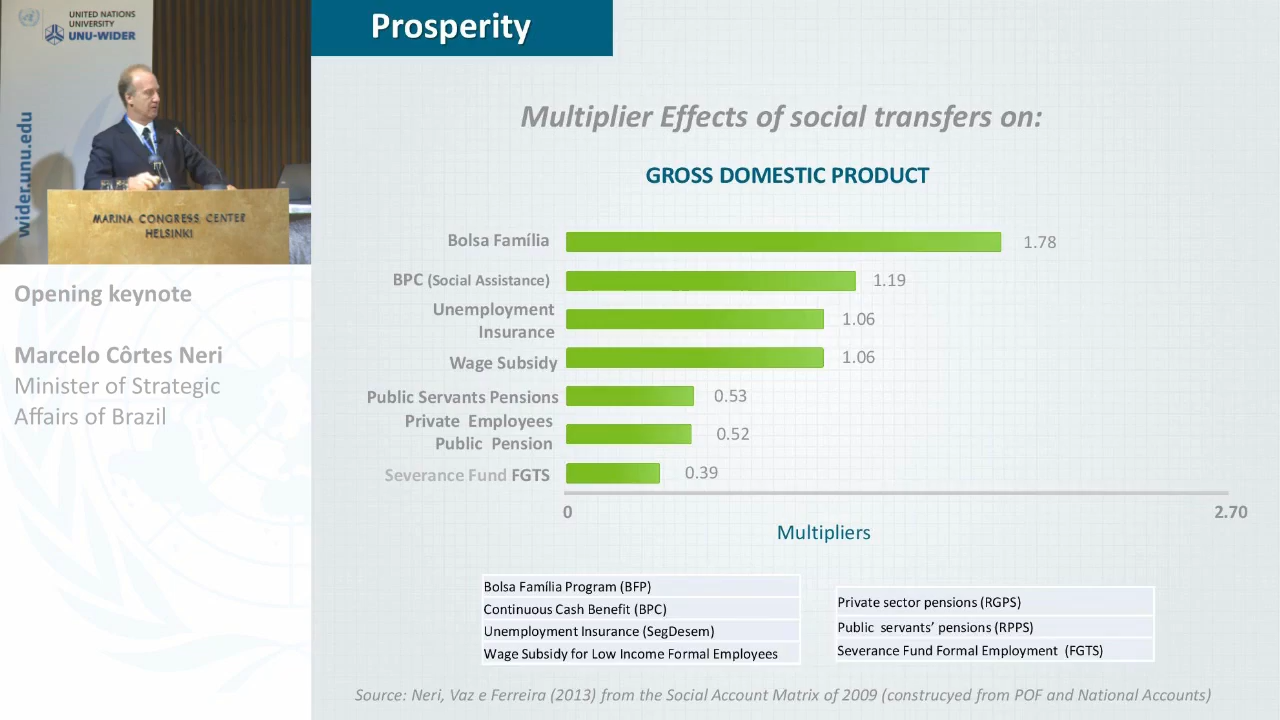 UNITED NATIONS
UNIVERSITY
UNU-WIDER
wider.unu.edu
MARINA CONGRESS CENTER
HELSINKI
Opening keynote
Marcelo Côrtes Neri
Minister of Strategic
Affairs of Brazil
Prosperity
Multiplier Effects of social transfers on:
GROSS DOMESTIC PRODUCT
Bolsa Família 1.78
BPC (Social Assistance) 1.19
Unemployment
Insurance 1.06
Wage Subsidy 1.06
Public Servants Pensions 0.53
Private Employees
Public Pension 0.52
Severance Fund FGTS 0.39
0 2.70
Multipliers
Bolsa Família Program (BFP)
Continuous Cash Benefit (BPC)
Unemployment Insurance (SegDesem)
Wage Subsidy for Low Income Formal Employees
Private sector pensions (RGPS)
Public servants' pensions (RPPS)
Severance Fund Formal Employment (FGTS)
Source: Neri, Vaz e Ferreira (2013) from the Social Account Matrix of 2009 (construcyed from POF and National Accounts)